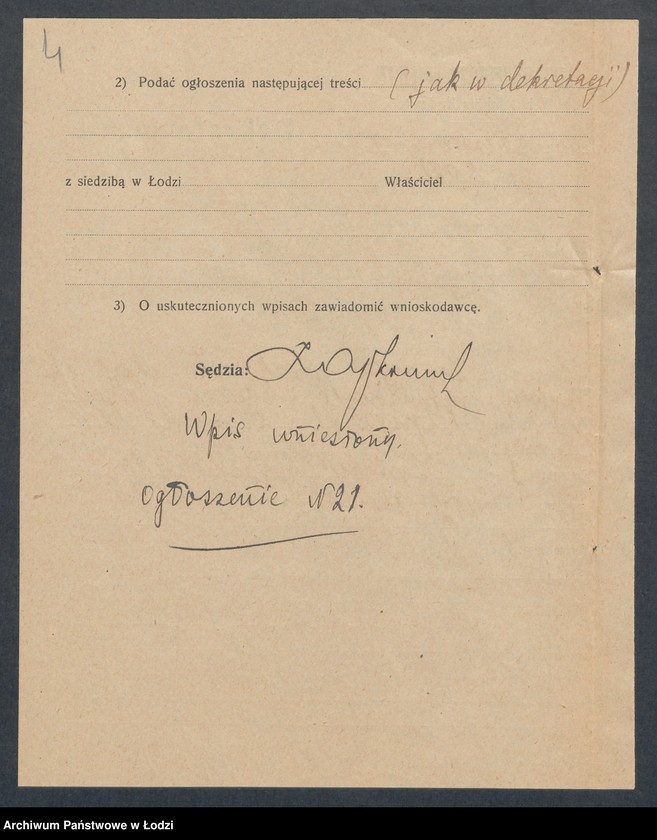 4
2) Podać ogłoszenia następującej treści (jak w dekretacji)
z siedzibą w Łodzi Właściciel
3) O uskutecznionych wpisach zawiadomić wnioskodawcę.
Sędzia:
Wpis wniesiony.
Ogłoszenie N21.
Archiwum Państwowe w Łodzi